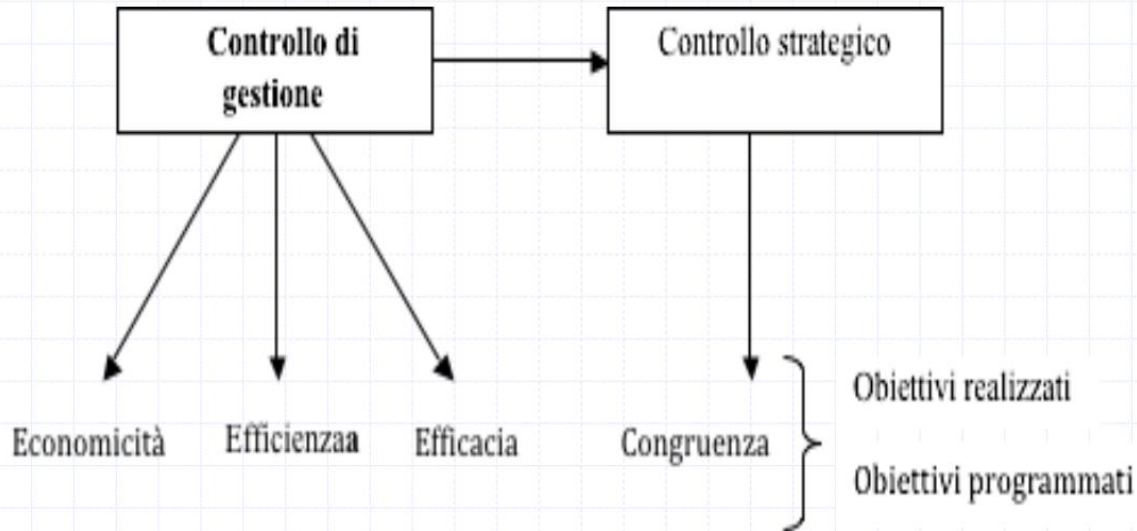 Controllo di
gestione
Controllo strategico
Economicità
Efficienzaa
Efficacia
Congruenza
Obiettivi realizzati
Obiettivi programmati